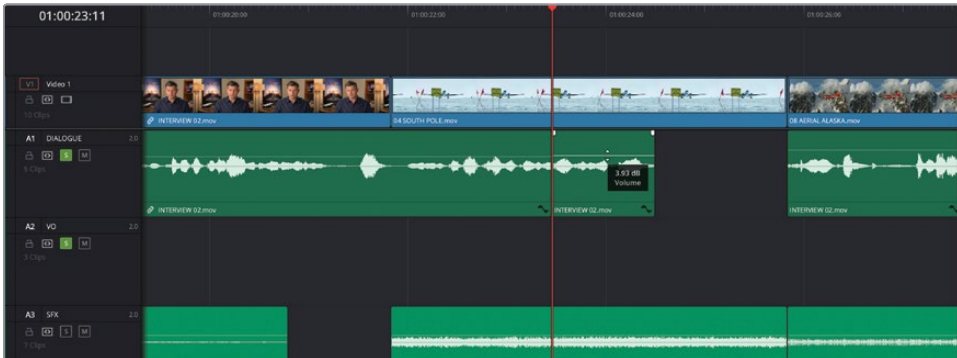 01:00:23:11
01:00:20:00 01:00:22:00 01:00:24:00 01:00:26:00
V1 Video 1
10 Clips
INTERVIEW 02.mov 04 SOUTH POLE.mov 08 AERIAL ALASKA.mov
A1 DIALOGUE 2.0
S M
5 Clips
3.93 dB
Volume
INTERVIEW 02.mov INTERVIEW 02.mov INTERVIEW 02.mov
A2 VO 2.0
S M
3 Clips
A3 SFX 2.0
S M
7 Clips